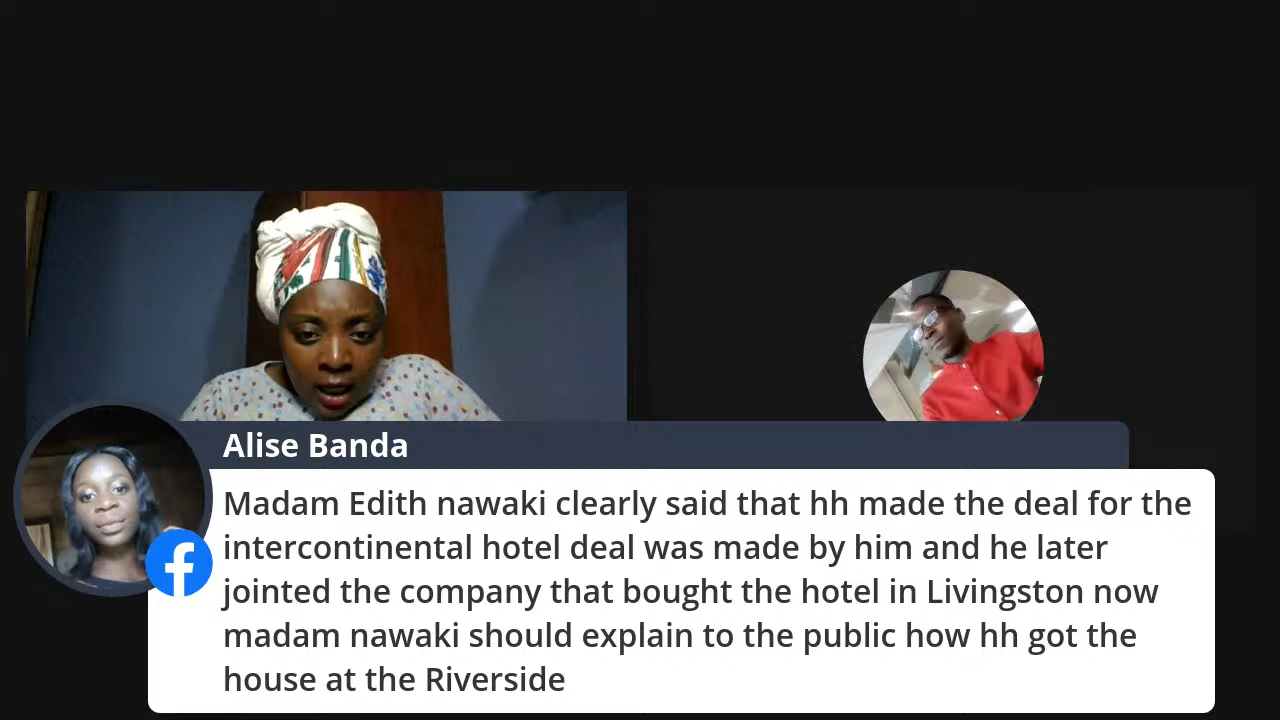 Alise Banda
Madam Edith nawaki clearly said that hh made the deal for the
intercontinental hotel deal was made by him and he later
jointed the company that bought the hotel in Livingston now
madam nawaki should explain to the public how hh got the
house at the Riverside